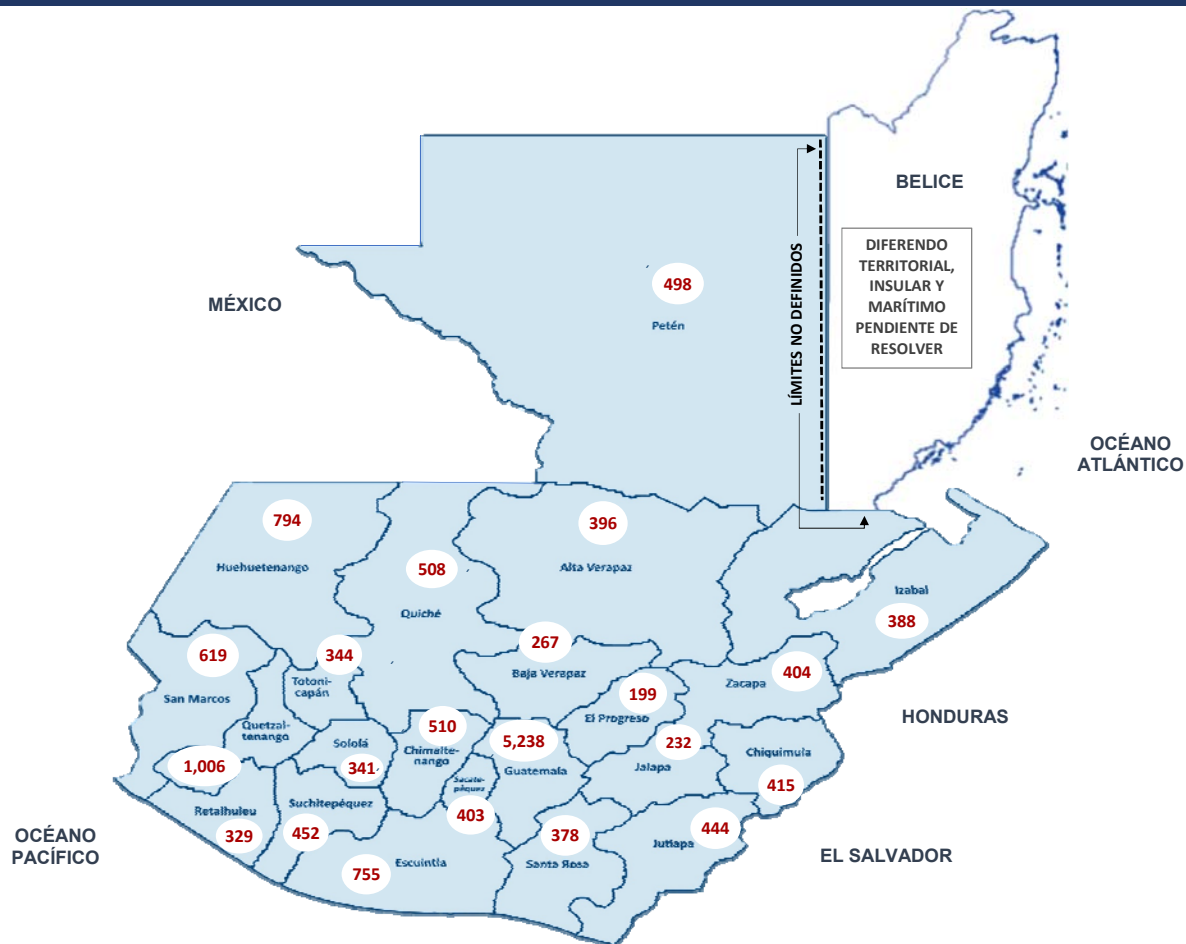 BELICE
DIFERENDO
TERRITORIAL,
INSULAR Y
MARÍTIMO
PENDIENTE DE
RESOLVER
LÍMITES NO DEFINIDOS
MÉXICO
498
Petén
OCÉANO
ATLÁNTICO
794
Huehuetenango
396
Alta Verapaz
508
Quiché
Izabal
388
619
San Marcos
344
Totoni-
capán
267
Baja Verapaz
Zacapa
404
199
El Progreso
HONDURAS
Quetzal-
tenango
1,006
Sololá
341
510
Chimalte-
nango
5,238
Guatemala
232
Jalapa
Chiquimula
415
Sacate-
péquez
403
Retalhuleu
329
Suchitepéquez
452
378
Santa Rosa
444
Jutiapa
OCÉANO
PACÍFICO
Escuintla
755
EL SALVADOR